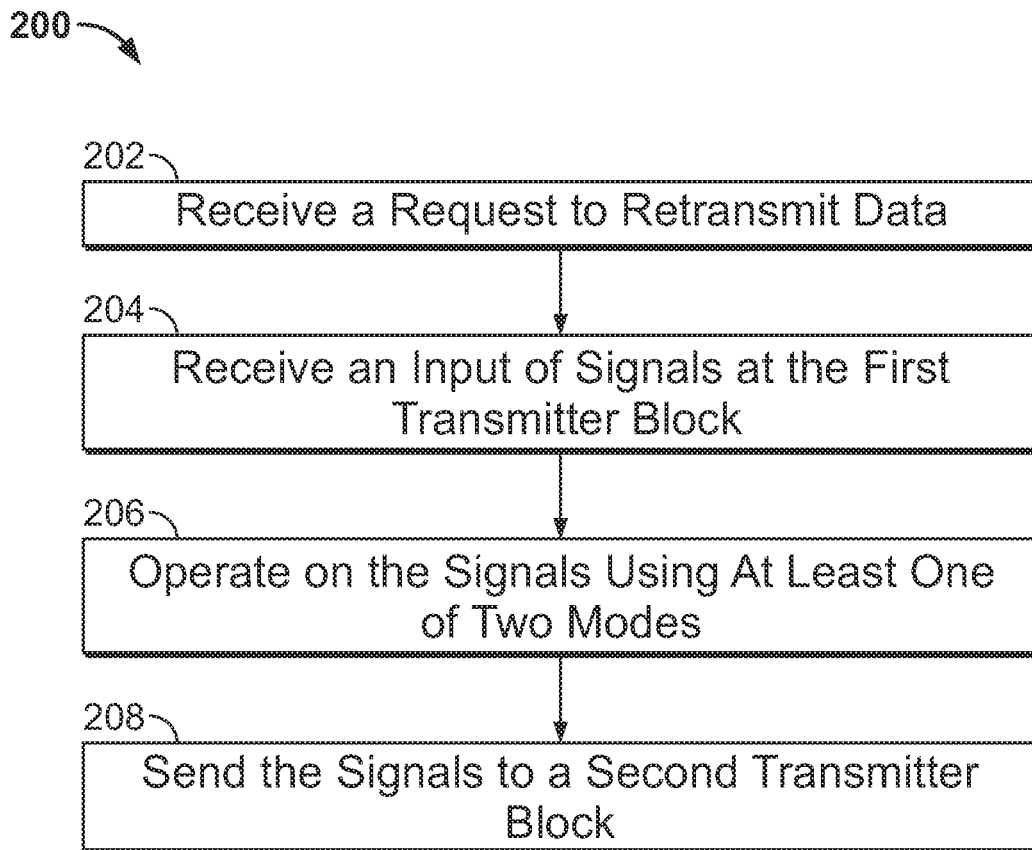 200
202
Receive a Request to Retransmit Data
204
Receive an Input of Signals at the First
Transmitter Block
206
Operate on the Signals Using At Least One
of Two Modes
208
Send the Signals to a Second Transmitter
Block